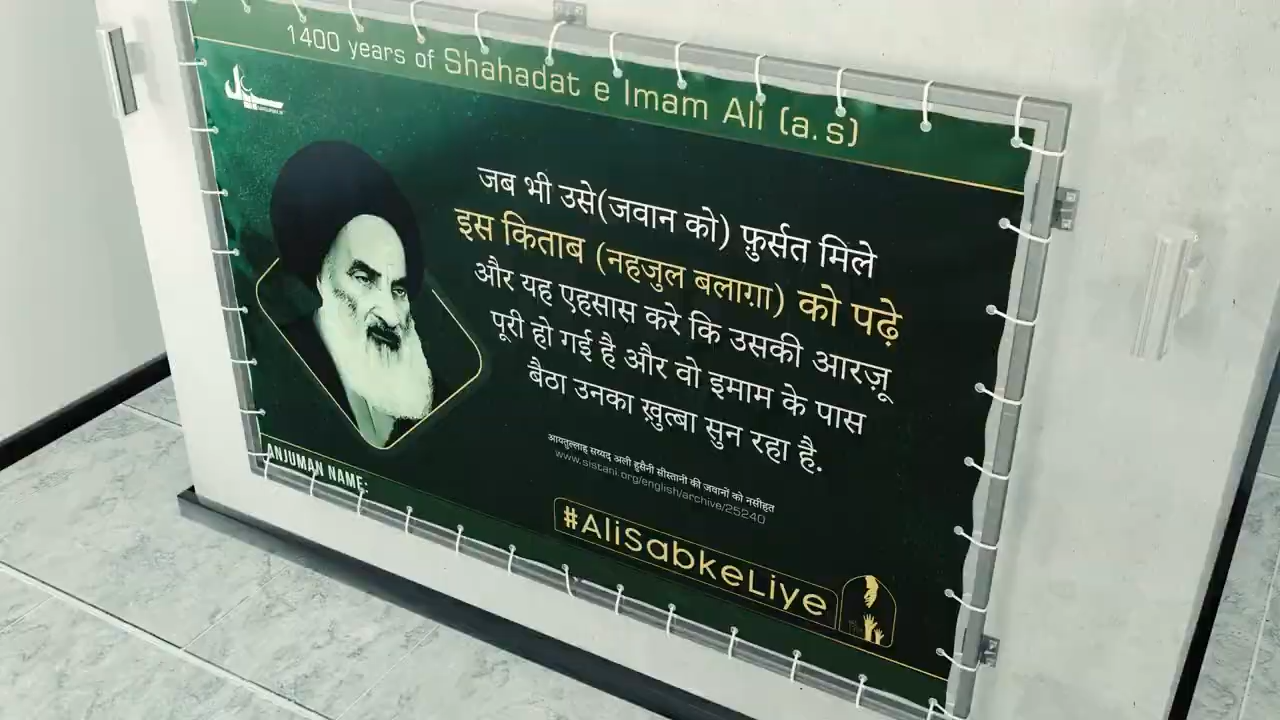 1400 years of Shahadat e Imam Ali (a.s)
जब भी उसे(जवान को) फ़ुर्सत मिले
इस किताब (नहजुल बलाग़ा) को पढ़े
और यह एहसास करे कि उसकी आरज़ू
पूरी हो गई है और वो इमाम के पास
बैठा उनका ख़ुत्बा सुन रहा है.
आयतुल्लाह सय्यद अली हुसैनी सीस्तानी की जवानों को नसीहत
www.sistani.org/english/archive/25240
ANJUMAN NAME:
#AliSabkeLiye